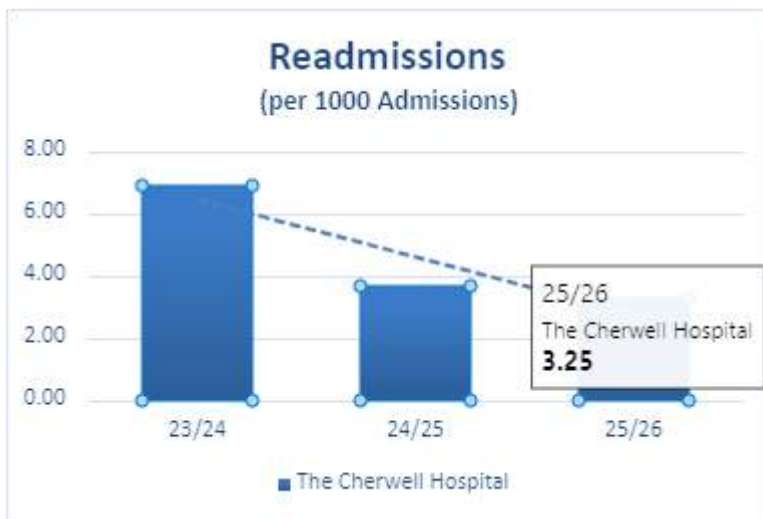 Readmissions
(per 1000 Admissions)
8.00
6.00
4.00
2.00
0.00
25/26
The Cherwell Hospital
3.25
23/24
24/25
25/26
The Cherwell Hospital